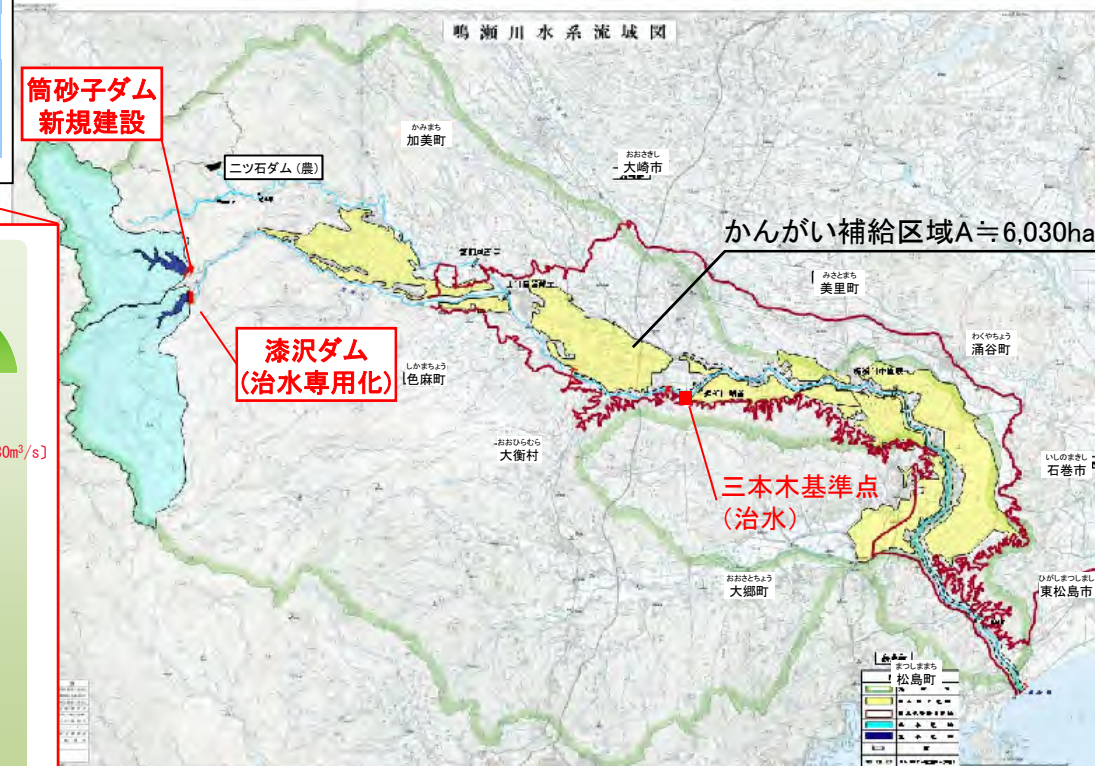 鳴瀬川水系流域図
筒砂子ダム
新規建設
二ツ石ダム(農)
かみまち
加美町
おおさきし
大崎市
かんがい補給区域A≒6,030ha
みさとまち
美里町
わくやちょう
涌谷町
漆沢ダム
(治水専用化)
しかまちょう
色麻町
おおひらむら
大衡村
いしのまきし
石巻市
三本木基準点
(治水)
0m³/s〕
おおさとちょう
大郷町
ひがしまつしまし
東松島市
まつしままち
松島町